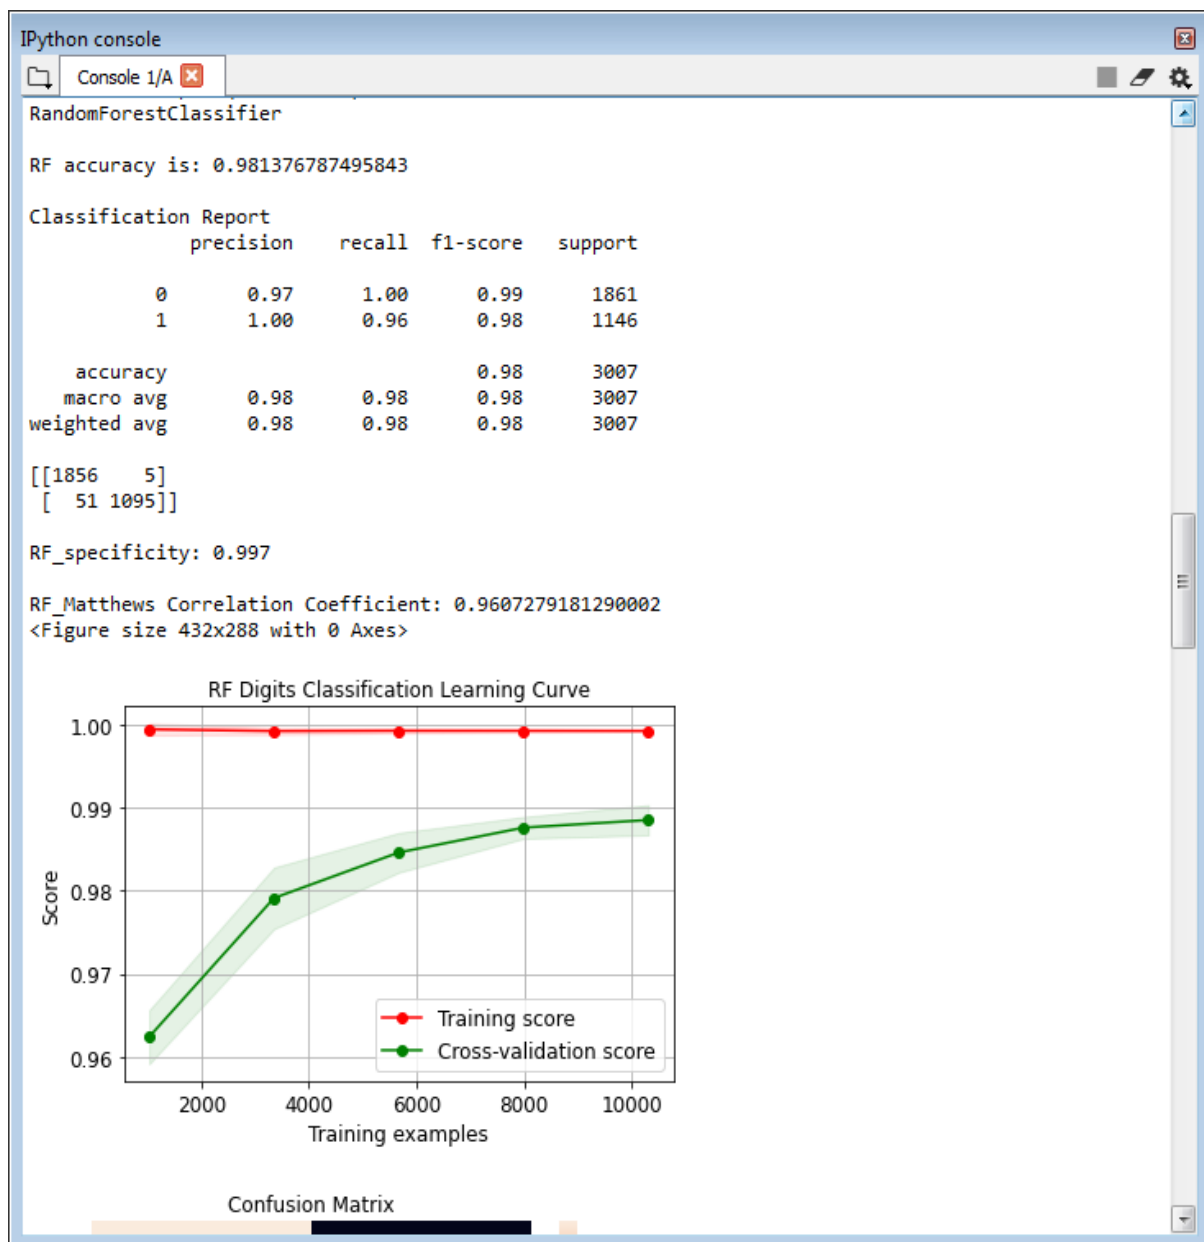 IPython console
Console 1/A
RandomForestClassifier
RF accuracy is: 0.981376787495843
Classification Report
precision recall f1-score support
0 0.97 1.00 0.99 1861
1 1.00 0.96 0.98 1146
accuracy 0.98 3007
macro avg 0.98 0.98 0.98 3007
weighted avg 0.98 0.98 0.98 3007
[[1856 5]
[ 51 1095]]
RF_specificity: 0.997
RF_Matthews Correlation Coefficient: 0.9607279181290002
<Figure size 432x288 with 0 Axes>
RF Digits Classification Learning Curve
1.00
0.99
0.98
0.97
0.96
Score
Training score
Cross-validation score
2000 4000 6000 8000 10000
Training examples
Confusion Matrix